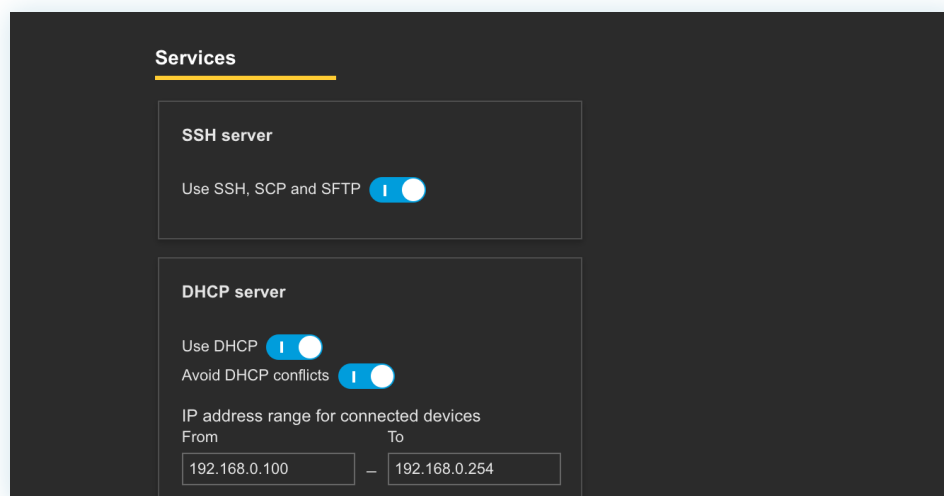 Services
SSH server
Use SSH, SCP and SFTP
DHCP server
Use DHCP
Avoid DHCP conflicts
IP address range for connected devices
From To
192.168.0.100 – 192.168.0.254